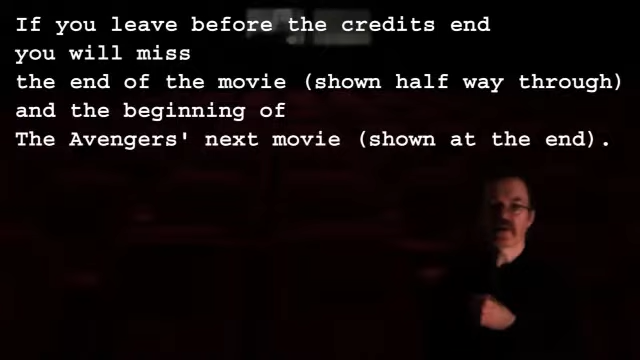 If you leave before the credits end
you will miss
the end of the movie (shown half way through)
and the beginning of
The Avengers' next movie (shown at the end).